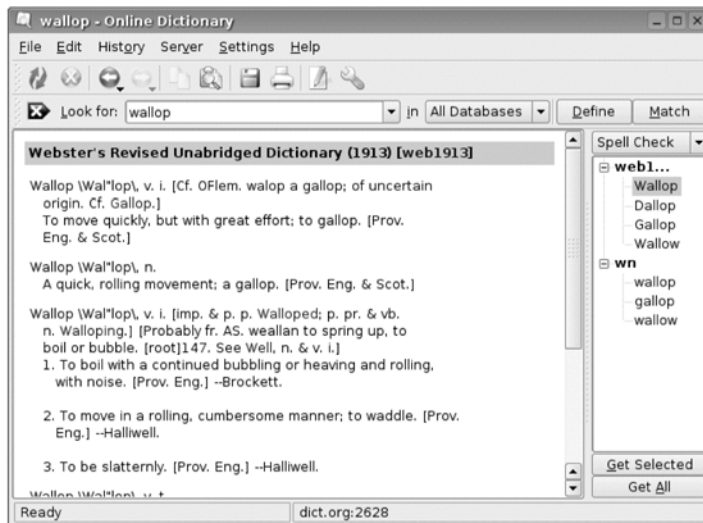 wallop - Online Dictionary
File Edit History Server Settings Help
Look for: wallop in All Databases Define Match
Webster's Revised Unabridged Dictionary (1913) [web1913]
Wallop \Wal"lop\, v. i. [Cf. OFlem. walop a gallop; of uncertain
origin. Cf. Gallop.]
To move quickly, but with great effort; to gallop. [Prov.
Eng. & Scot.]
Wallop \Wal"lop\, n.
A quick, rolling movement; a gallop. [Prov. Eng. & Scot.]
Wallop \Wal"lop\, v. i. [imp. & p. p. Walloped; p. pr. & vb.
n. Walloping.] [Probably fr. AS. weallan to spring up, to
boil or bubble. [root]147. See Well, n. & v. i.]
1. To boil with a continued bubbling or heaving and rolling,
with noise. [Prov. Eng.] --Brockett.
2. To move in a rolling, cumbersome manner; to waddle. [Prov.
Eng.] --Halliwell.
3. To be slatternly. [Prov. Eng.] --Halliwell.
Wallop \Wal"lop\, v. t.
Spell Check
web1...
Wallop
Dallop
Gallop
Wallow
wn
wallop
gallop
wallow
Get Selected
Get All
Ready dict.org:2628